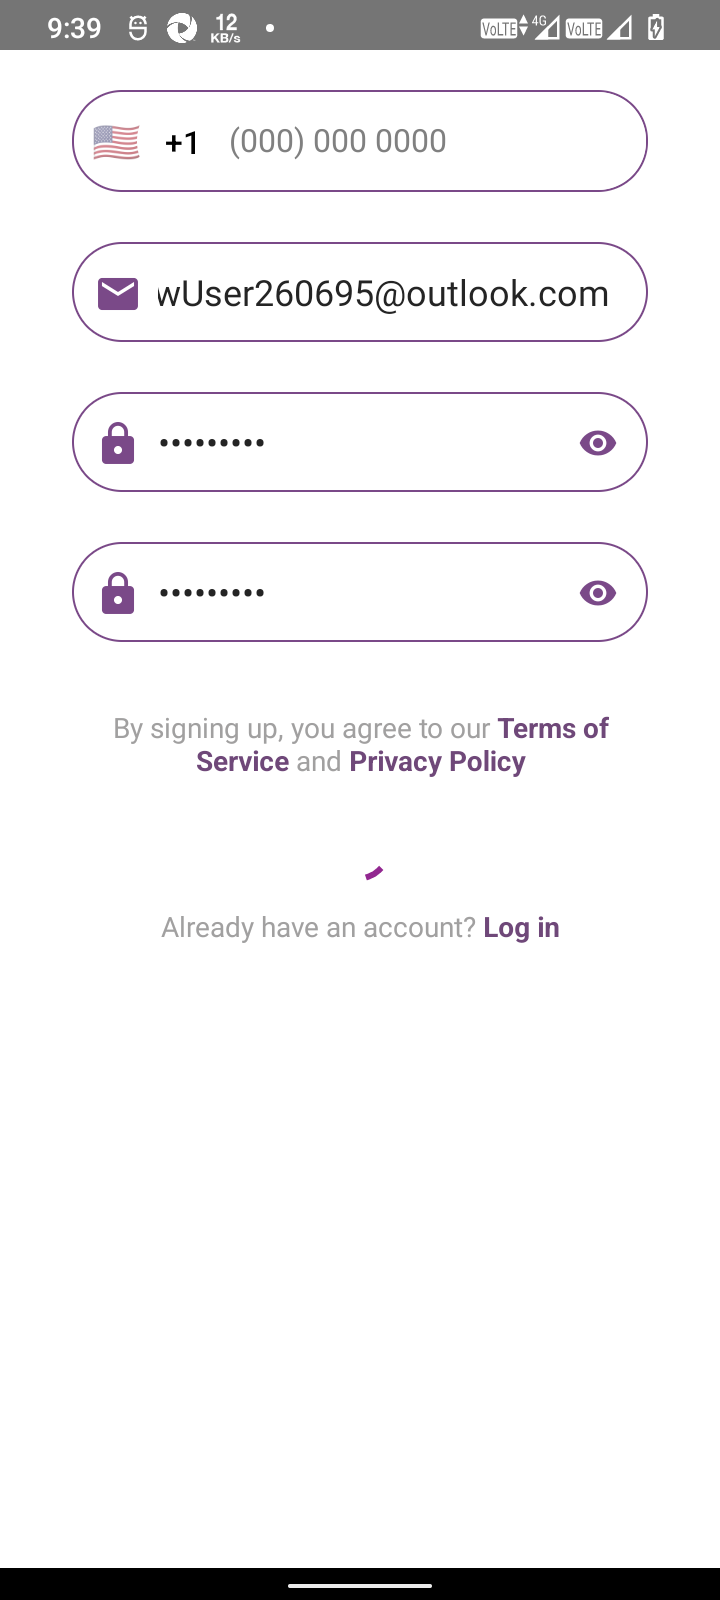 9:39 12 KB/s VoLTE 4G VoLTE
+1 (000) 000 0000
wUser260695@outlook.com
•••••••••
•••••••••
By signing up, you agree to our Terms of
Service and Privacy Policy
Already have an account? Log in